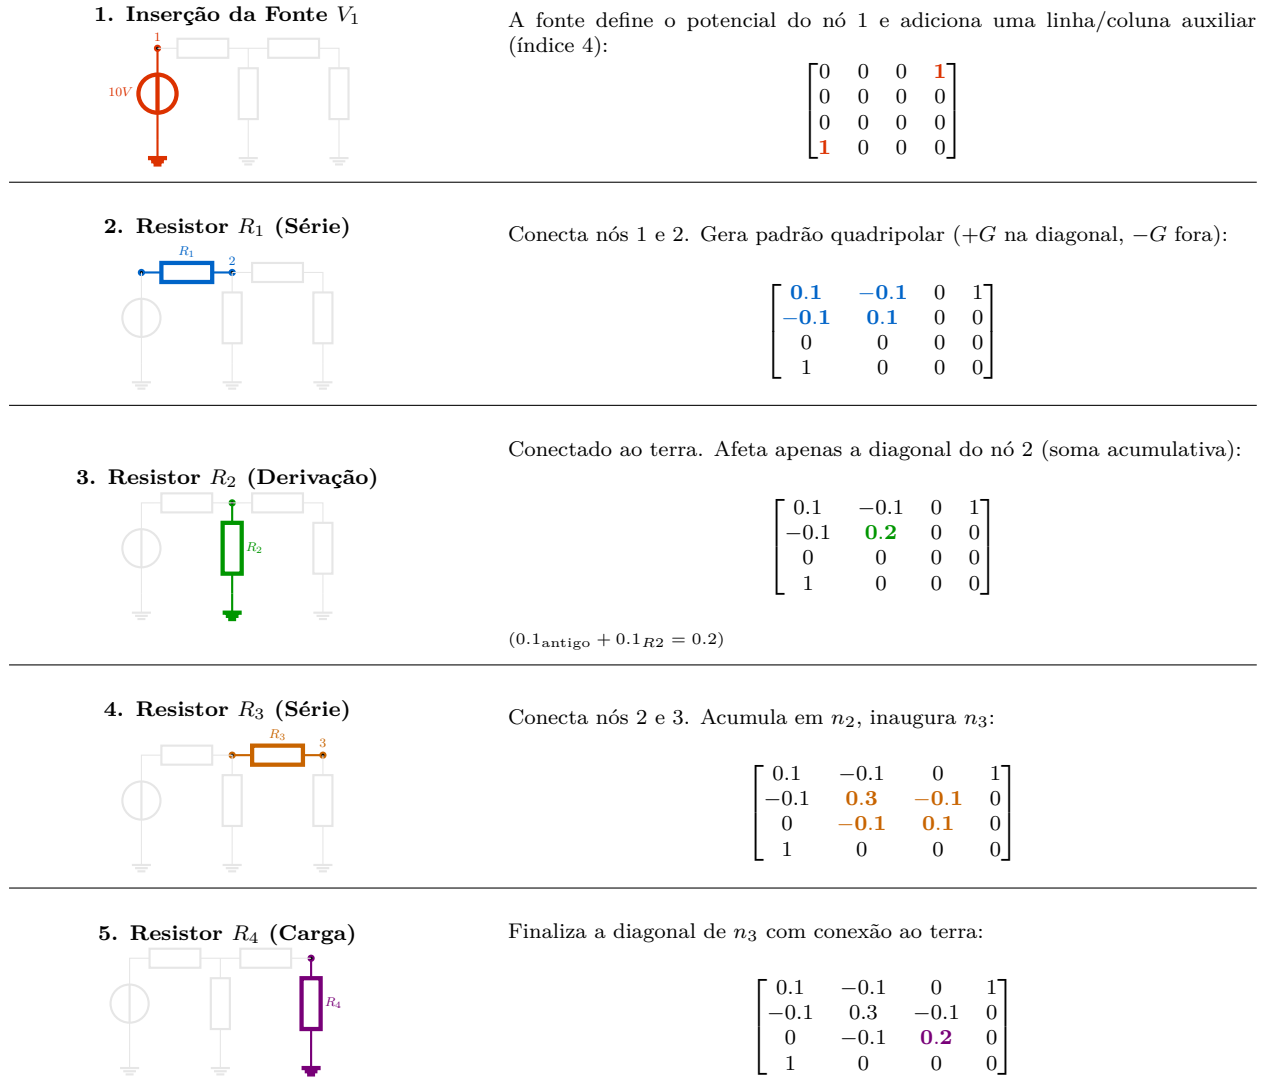 1. Inserção da Fonte V₁
1
10V
A fonte define o potencial do nó 1 e adiciona uma linha/coluna auxiliar
(índice 4):
0 0 0 1
0 0 0 0
0 0 0 0
1 0 0 0
2. Resistor R₁ (Série)
R₁
2
Conecta nós 1 e 2. Gera padrão quadripolar (+G na diagonal, −G fora):
0.1 −0.1 0 1
−0.1 0.1 0 0
0 0 0 0
1 0 0 0
3. Resistor R₂ (Derivação)
R₂
Conectado ao terra. Afeta apenas a diagonal do nó 2 (soma acumulativa):
0.1 −0.1 0 1
−0.1 0.2 0 0
0 0 0 0
1 0 0 0
(0.1antigo + 0.1R2 = 0.2)
4. Resistor R₃ (Série)
R₃
3
Conecta nós 2 e 3. Acumula em n₂, inaugura n₃:
0.1 −0.1 0 1
−0.1 0.3 −0.1 0
0 −0.1 0.1 0
1 0 0 0
5. Resistor R₄ (Carga)
R₄
Finaliza a diagonal de n₃ com conexão ao terra:
0.1 −0.1 0 1
−0.1 0.3 −0.1 0
0 −0.1 0.2 0
1 0 0 0